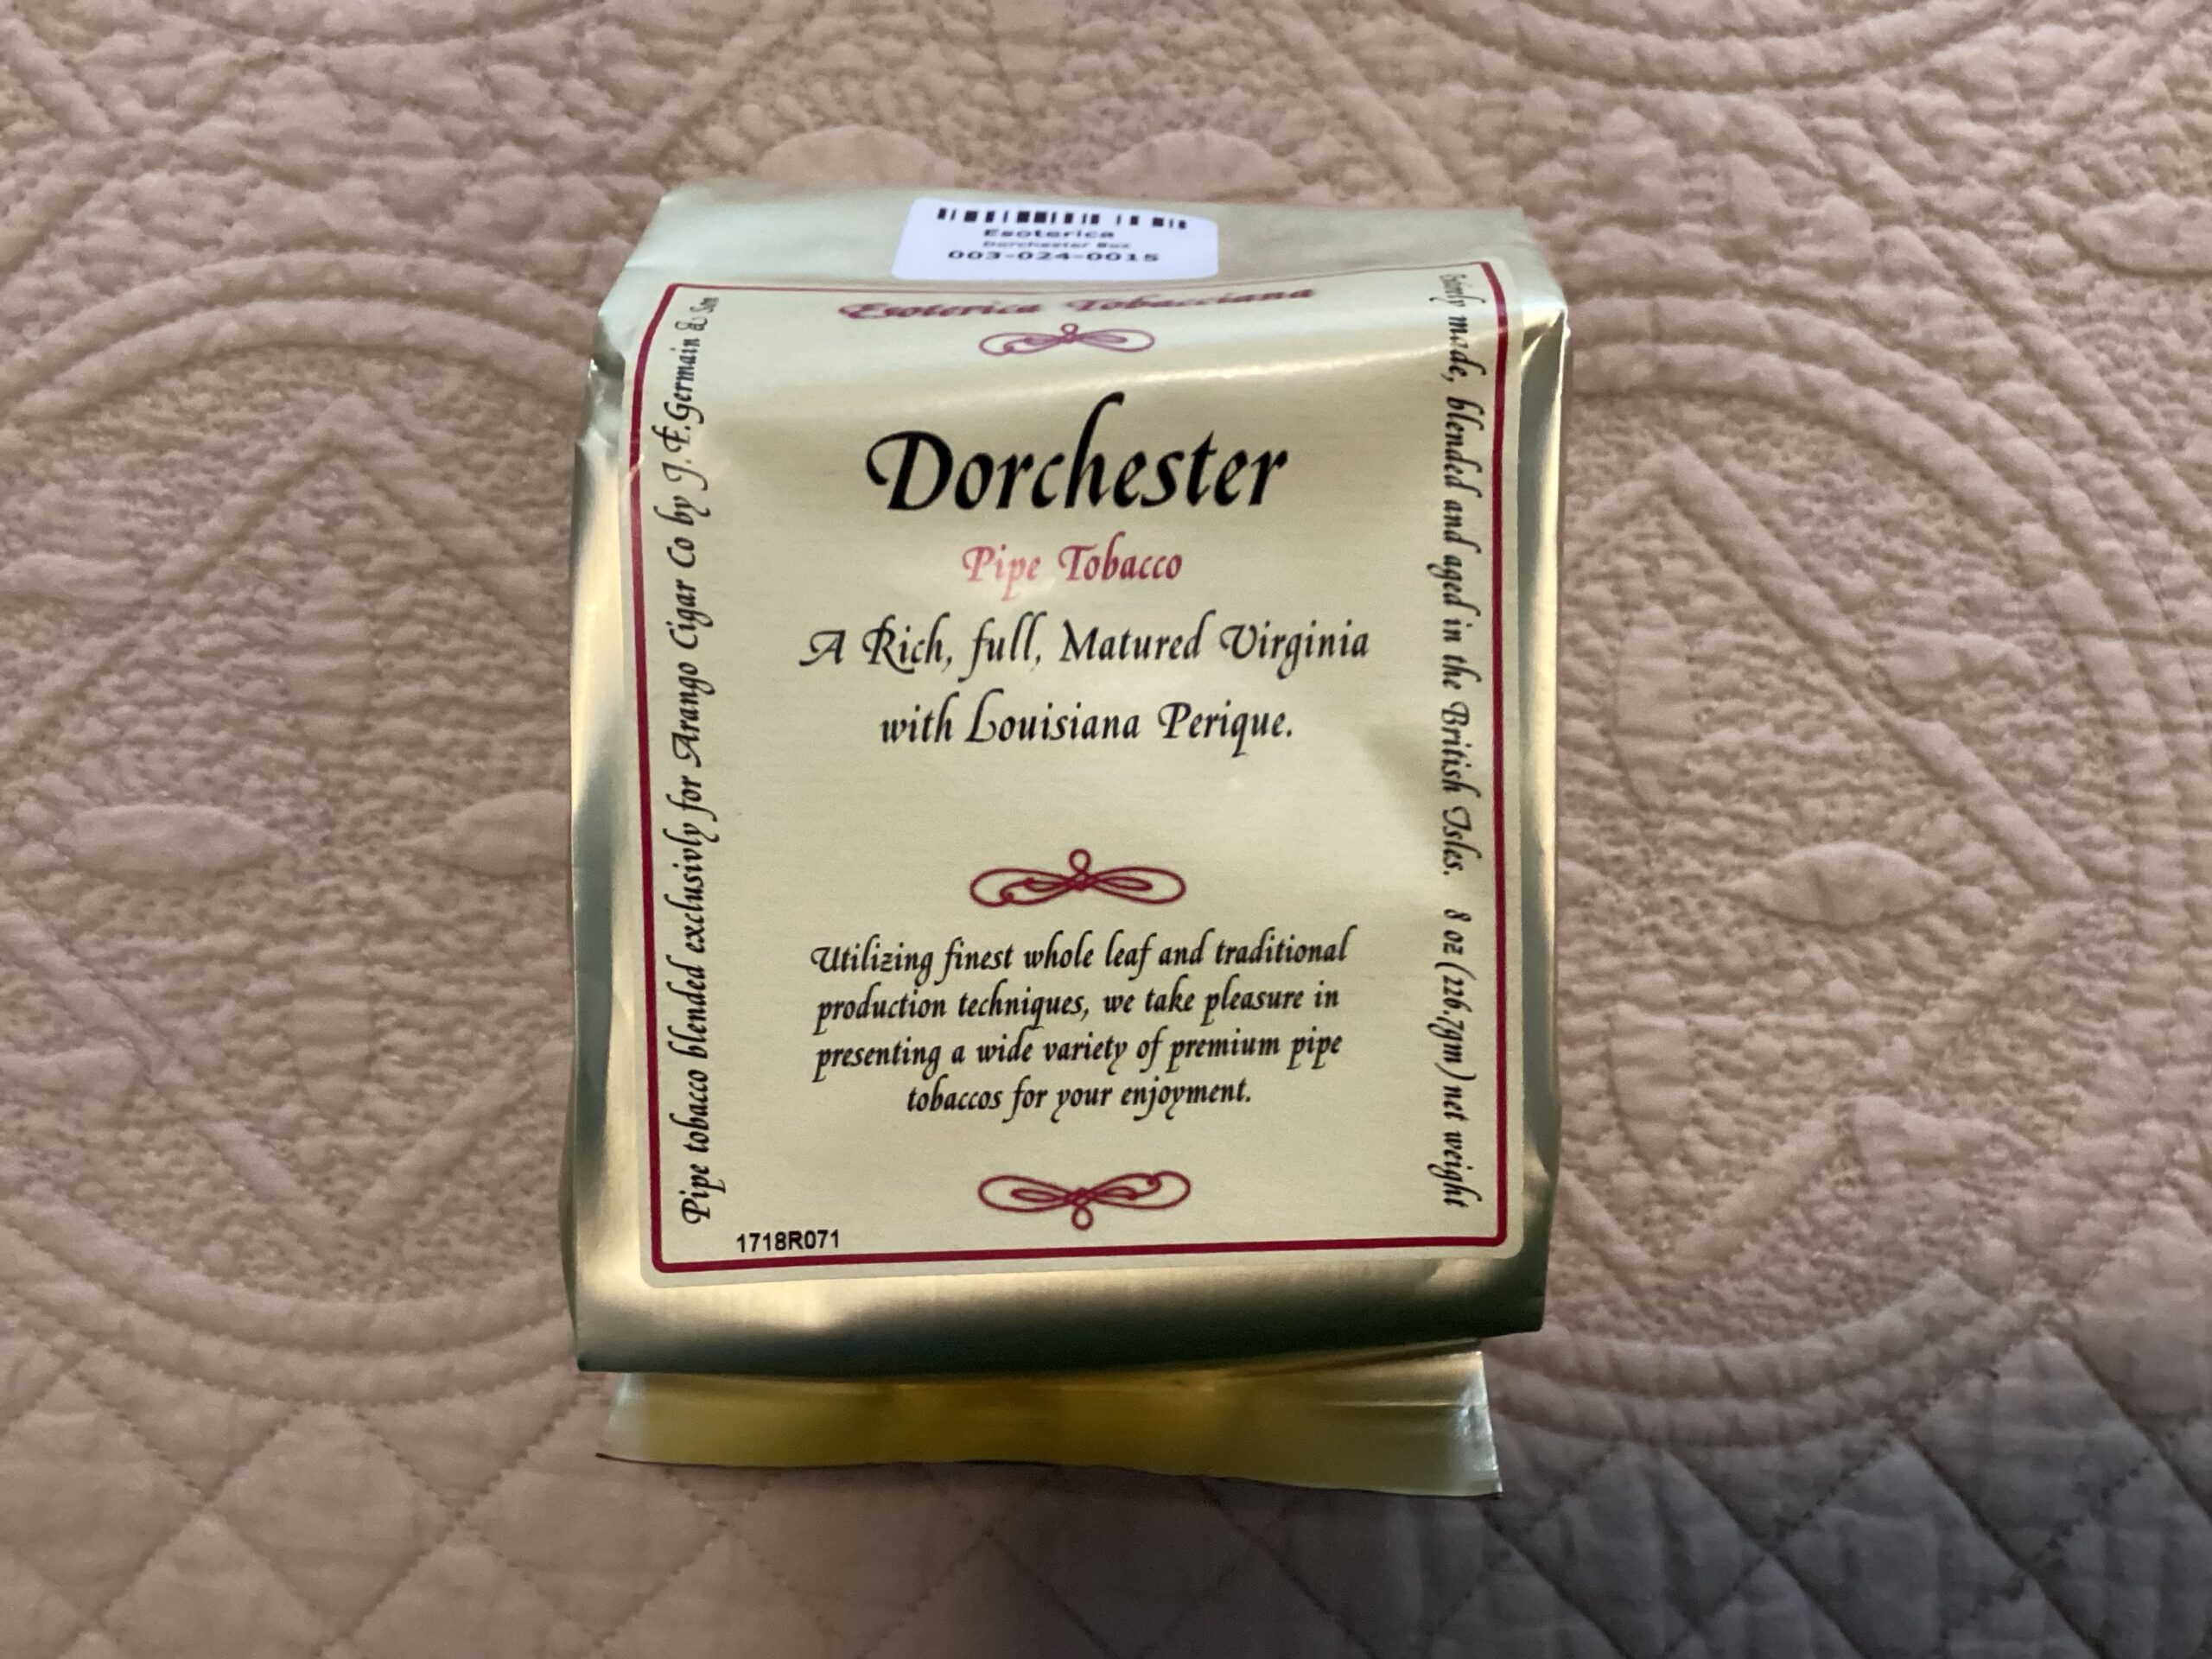 Esoterica
Dorchester Box
003-024-0015
Esoterica Tobacciana
Dorchester
Pipe Tobacco
A Rich, full, Matured Virginia
with Louisiana Perique.
Utilizing finest whole leaf and traditional
production techniques, we take pleasure in
presenting a wide variety of premium pipe
tobaccos for your enjoyment.
1718R071
Pipe tobacco blended exclusivly for Arango Cigar Co by J.F.Germain & Son
made, blended and aged in the British Isles. 8 oz (226.7gm) net weight